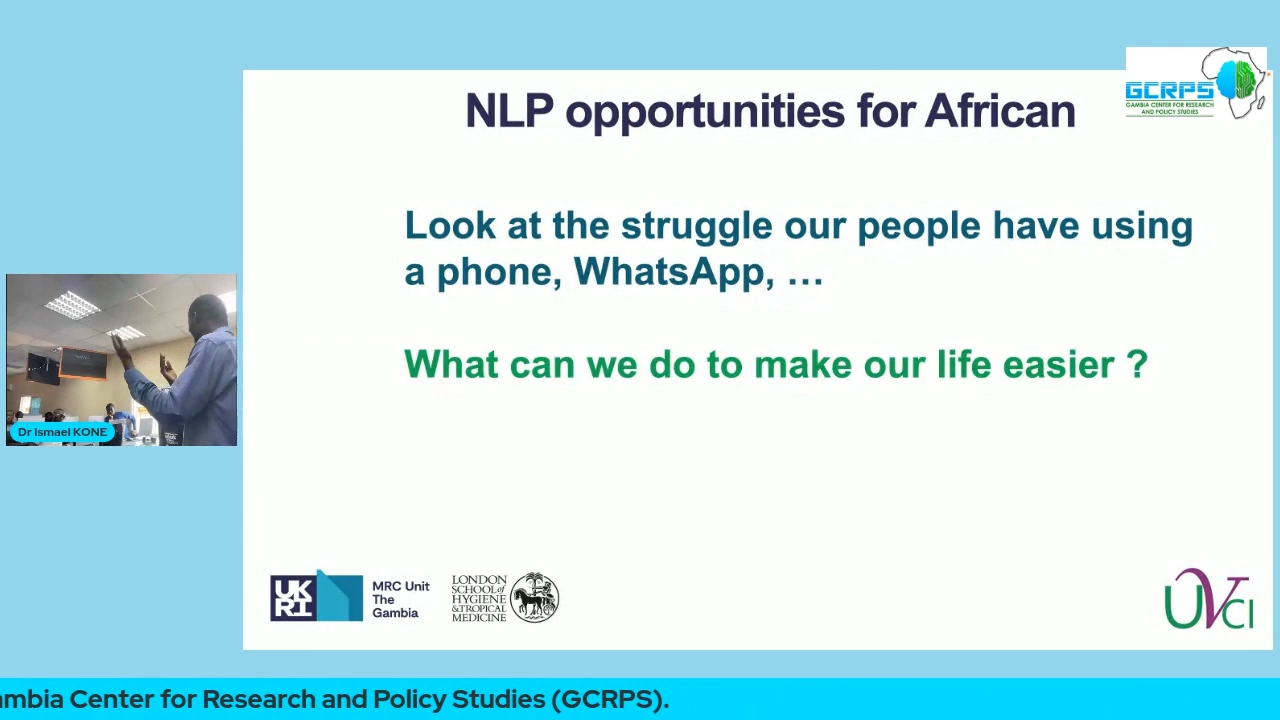 NLP opportunities for African
GCRPS
GAMBIA CENTER FOR RESEARCH
AND POLICY STUDIES
Look at the struggle our people have using
a phone, WhatsApp, …
What can we do to make our life easier ?
Dr Ismael KONE
UK
RI
MRC Unit
The
Gambia
LONDON
SCHOOL of
HYGIENE
& TROPICAL
MEDICINE
UVCI
ambia Center for Research and Policy Studies (GCRPS).